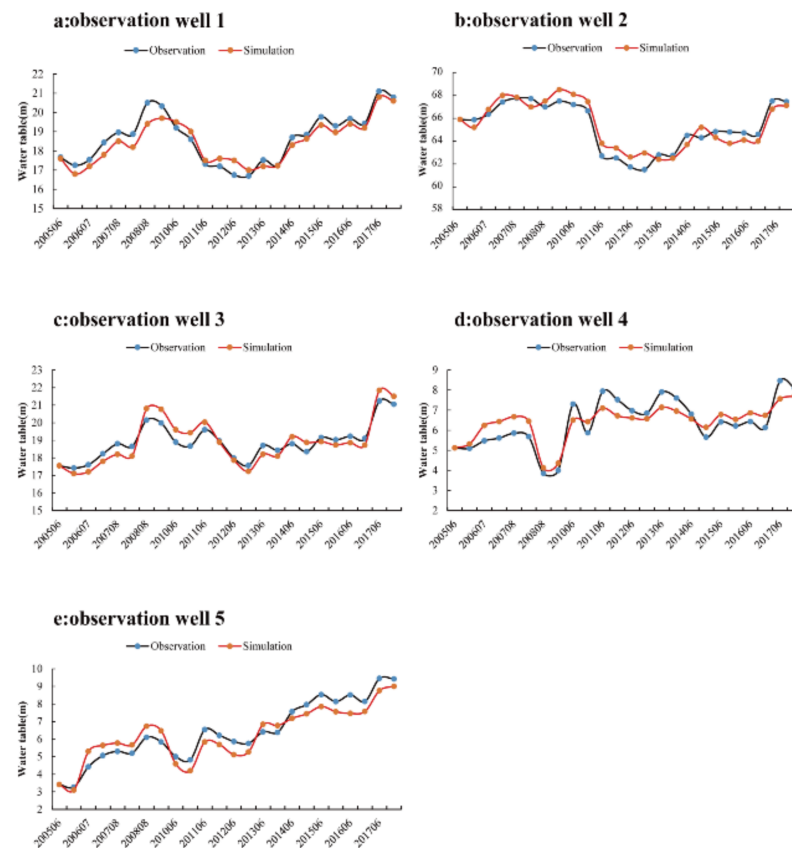 a:observation well 1
Observation Simulation
Water table(m)
22
21
20
19
18
17
16
15
200506 200607 200708 200808 201006 201106 201206 201306 201406 201506 201606 201706
b:observation well 2
Observation Simulation
Water table(m)
70
68
66
64
62
60
58
200506 200607 200708 200808 201006 201106 201206 201306 201406 201506 201606 201706
c:observation well 3
Observation Simulation
Water table(m)
23
22
21
20
19
18
17
16
15
200506 200607 200708 200808 201006 201106 201206 201306 201406 201506 201606 201706
d:observation well 4
Observation Simulation
Water table(m)
9
8
7
6
5
4
3
2
200506 200607 200708 200808 201006 201106 201206 201306 201406 201506 201606 201706
e:observation well 5
Observation Simulation
Water table(m)
10
9
8
7
6
5
4
3
2
200506 200607 200708 200808 201006 201106 201206 201306 201406 201506 201606 201706